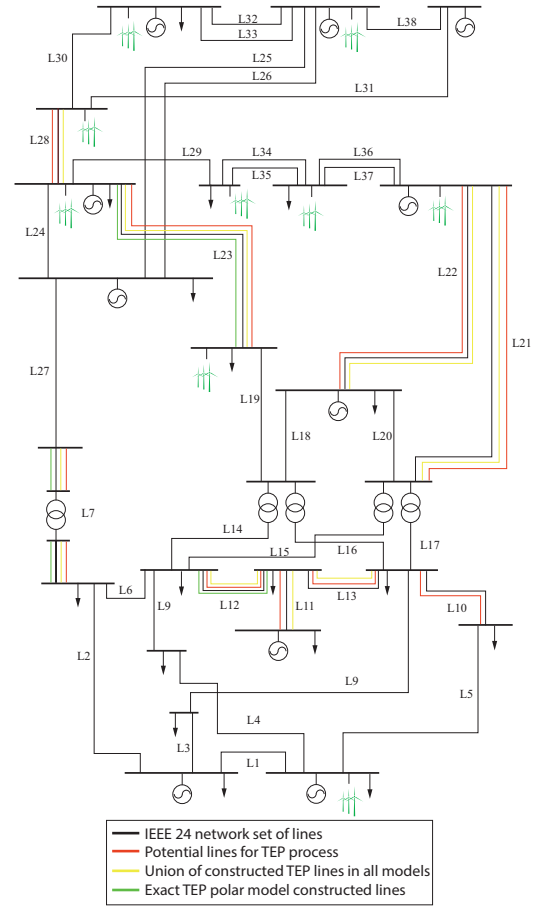 L32
L38
L33
L25
L30
L26
L31
L28
L29
L34
L36
L35
L37
L24
L23
L22
L21
L27
L19
L18
L20
L7
L14
L15
L16
L17
L6
L9
L12
L11
L13
L10
L2
L9
L5
L4
L3
L1
IEEE 24 network set of lines
Potential lines for TEP process
Union of constructed TEP lines in all models
Exact TEP polar model constructed lines